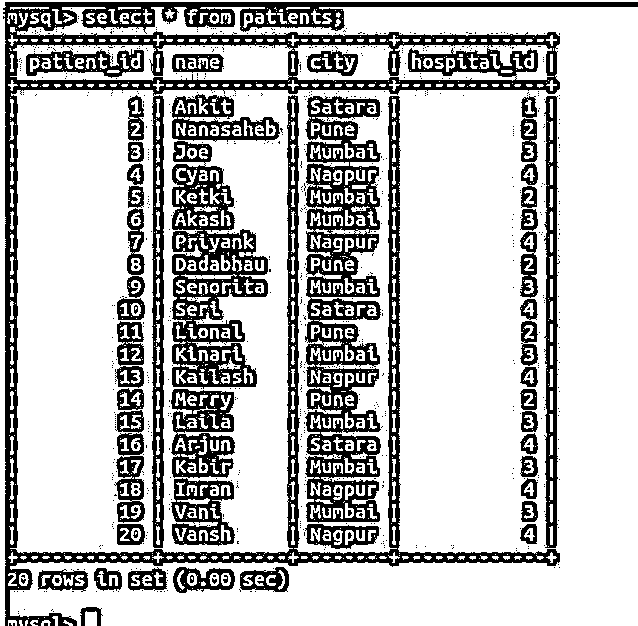 mysql> select * from patients;
+------------+-----------+--------+-------------+
| patient_id | name      | city   | hospital_id |
+------------+-----------+--------+-------------+
|          1 | Ankit     | Satara |           1 |
|          2 | Nanasaheb | Pune   |           2 |
|          3 | Joe       | Mumbai |           3 |
|          4 | Cyan      | Nagpur |           4 |
|          5 | Ketki     | Mumbai |           2 |
|          6 | Akash     | Mumbai |           3 |
|          7 | Priyank   | Nagpur |           4 |
|          8 | Dadabhau  | Pune   |           2 |
|          9 | Senorita  | Mumbai |           3 |
|         10 | Seri      | Satara |           4 |
|         11 | Lional    | Pune   |           2 |
|         12 | Kinari    | Mumbai |           3 |
|         13 | Kailash   | Nagpur |           4 |
|         14 | Merry     | Pune   |           2 |
|         15 | Laila     | Mumbai |           3 |
|         16 | Arjun     | Satara |           4 |
|         17 | Kabir     | Mumbai |           3 |
|         18 | Imran     | Nagpur |           4 |
|         19 | Vani      | Mumbai |           3 |
|         20 | Vansh     | Nagpur |           4 |
+------------+-----------+--------+-------------+
20 rows in set (0.00 sec)
mysql>